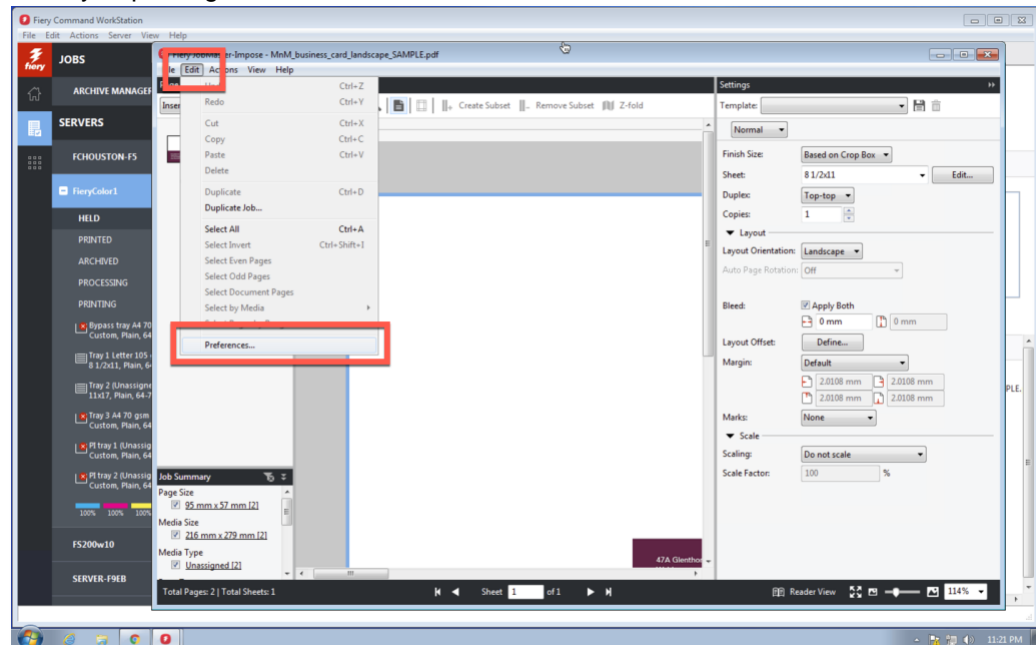 Fiery Command WorkStation
File Edit Actions Server View Help
fiery
JOBS
ARCHIVE MANAGER
SERVERS
FCHOUSTON-F5
FieryColor1
HELD
PRINTED
ARCHIVED
PROCESSING
PRINTING
Bypass tray A4 70
Custom, Plain, 64
Tray 1 Letter 105
8 1/2x11, Plain, 6
Tray 2 (Unassigne
11x17, Plain, 64-7
Tray 3 A4 70 gsm
Custom, Plain, 64
PI tray 1 (Unassig
Custom, Plain, 64
PI tray 2 (Unassig
Custom, Plain, 64
100% 100% 100%
FS200w10
SERVER-F9EB
Fiery JobMaster-Impose - MnM_business_card_landscape_SAMPLE.pdf
Edit Actions View Help
Ctrl+Z
Redo Ctrl+Y
Cut Ctrl+X
Copy Ctrl+C
Paste Ctrl+V
Delete
Duplicate Ctrl+D
Duplicate Job...
Select All Ctrl+A
Select Invert Ctrl+Shift+I
Select Even Pages
Select Odd Pages
Select Document Pages
Select by Media
Preferences...
Create Subset Remove Subset Z-fold
Job Summary
Page Size
95 mm x 57 mm [2]
Media Size
216 mm x 279 mm [2]
Media Type
Unassigned [2]
47A Glenthor
Total Pages: 2 | Total Sheets: 1
Sheet 1 of 1
Reader View 114%
Settings
Template:
Normal
Finish Size: Based on Crop Box
Sheet: 8 1/2x11 Edit...
Duplex: Top-top
Copies: 1
Layout
Layout Orientation: Landscape
Auto Page Rotation: Off
Bleed: Apply Both
0 mm 0 mm
Layout Offset: Define...
Margin: Default
2.0108 mm 2.0108 mm
2.0108 mm 2.0108 mm
Marks: None
Scale
Scaling: Do not scale
Scale Factor: 100 %
PLE.
11:21 PM